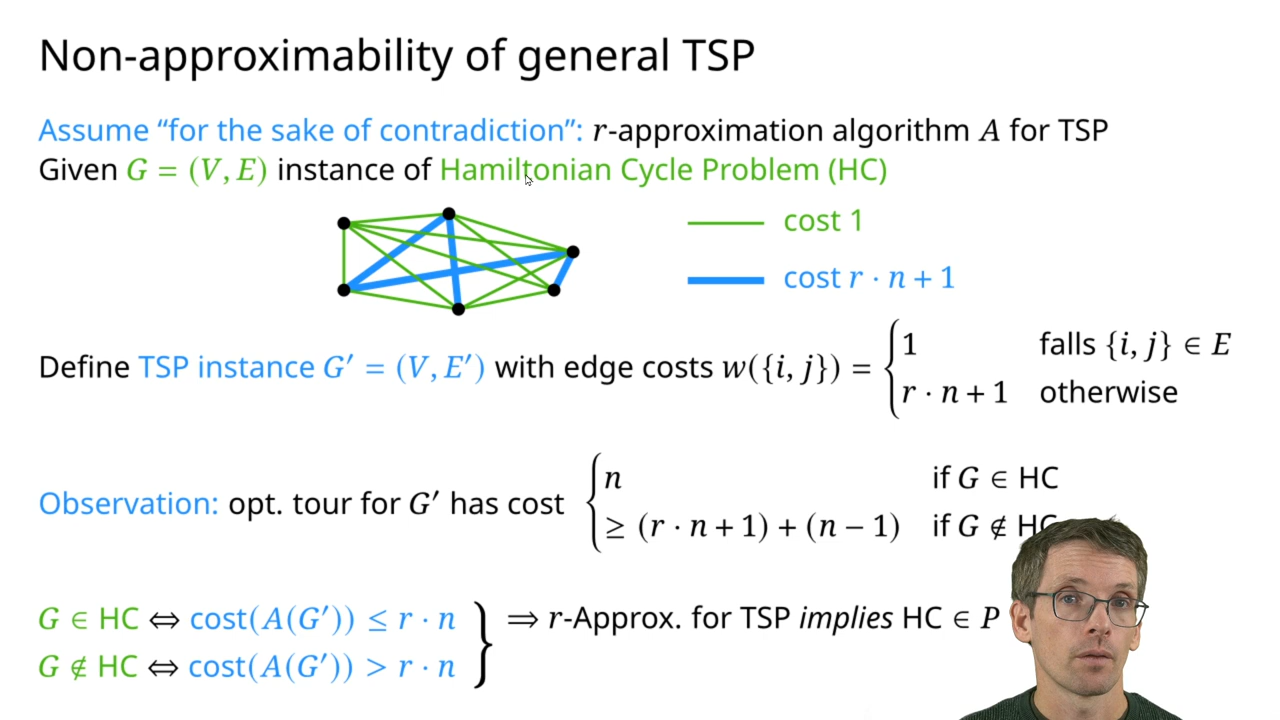 Non-approximability of general TSP
Assume “for the sake of contradiction”: r-approximation algorithm A for TSP
Given G = (V, E) instance of Hamiltonian Cycle Problem (HC)
cost 1
cost r · n + 1
Define TSP instance G′ = (V, E′) with edge costs w({i, j}) = { 1 falls {i, j} ∈ E
r · n + 1 otherwise
Observation: opt. tour for G′ has cost { n if G ∈ HC
≥ (r · n + 1) + (n − 1) if G ∉ HC
G ∈ HC ⇔ cost(A(G′)) ≤ r · n } ⇒ r-Approx. for TSP implies HC ∈ P
G ∉ HC ⇔ cost(A(G′)) > r · n